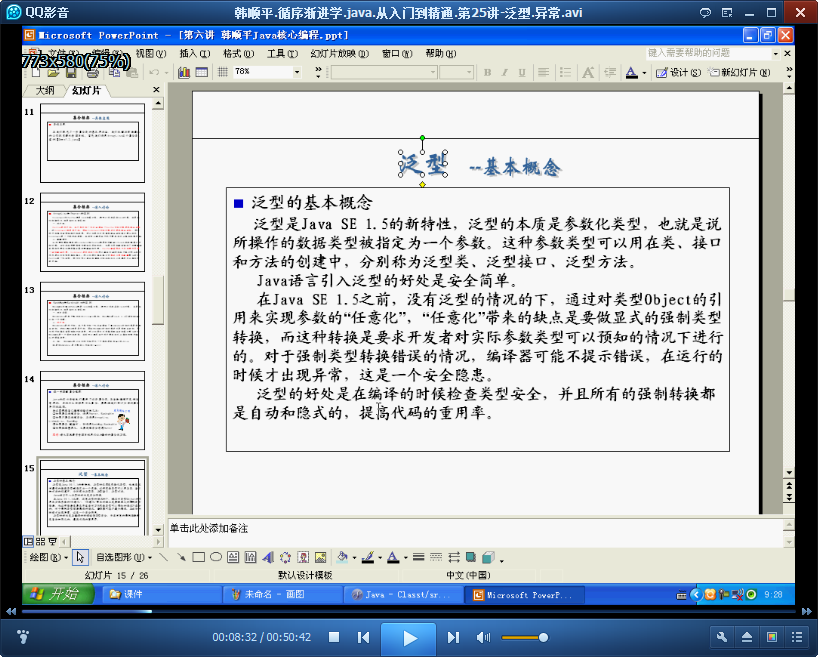 QQ影音
韩顺平.循序渐进学.java.从入门到精通.第25讲-泛型.异常.avi
Microsoft PowerPoint - [第六讲 韩顺平Java核心编程.ppt]
视图(V) 插入(I) 格式(O) 工具(T) 幻灯片放映(D) 窗口(W) 帮助(H)
键入需要帮助的问题
773x580(75%)
78%
B I U S
A
设计(S) 新幻灯片(N)
大纲 幻灯片
11
12
13
14
15
泛型 --基本概念
泛型的基本概念
泛型是Java SE 1.5的新特性，泛型的本质是参数化类型，也就是说
所操作的数据类型被指定为一个参数。这种参数类型可以用在类、接口
和方法的创建中，分别称为泛型类、泛型接口、泛型方法。
Java语言引入泛型的好处是安全简单。
在Java SE 1.5之前，没有泛型的情况的下，通过对类型Object的引
用来实现参数的“任意化”，“任意化”带来的缺点是要做显式的强制类型
转换，而这种转换是要求开发者对实际参数类型可以预知的情况下进行
的。对于强制类型转换错误的情况，编译器可能不提示错误，在运行的
时候才出现异常，这是一个安全隐患。
泛型的好处是在编译的时候检查类型安全，并且所有的强制转换都
是自动和隐式的，提高代码的重用率。
单击此处添加备注
绘图(R) 自选图形(U)
幻灯片 15 / 26 默认设计模板 中文(中国)
开始 课件 未命名 - 画图 Java - Classt/sr... Microsoft PowerP... 9:28
00:08:32 / 00:50:42